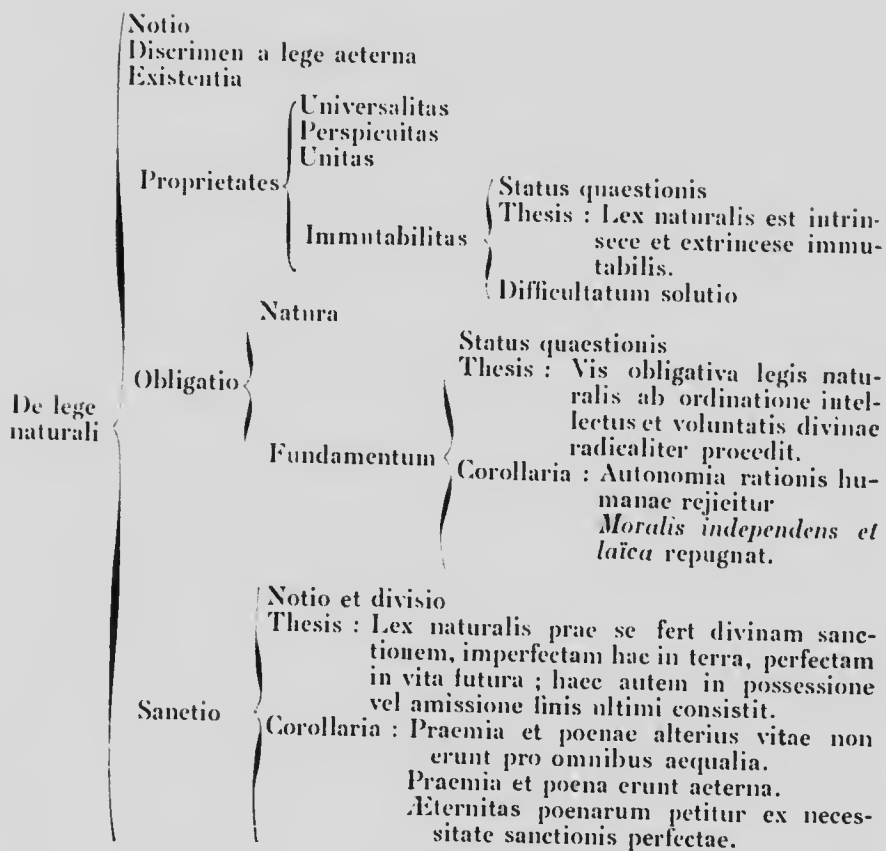 Notio
Discrimen a lege aeterna
Existentia
Proprietates
Universalitas
Perspicuitas
Unitas
Immutabilitas
Status quaestionis
Thesis : Lex naturalis est intrin-
sece et extrincese immu-
tabilis.
Difficultatum solutio
De lege
naturali
Obligatio
Natura
Fundamentum
Status quaestionis
Thesis : Vis obligativa legis natu-
ralis ab ordinatione intel-
lectus et voluntatis divinae
radicaliter procedit.
Corollaria : Autonomia rationis hu-
manae rejicitur
Moralis independens et
laïca repugnat.
Sanctio
Notio et divisio
Thesis : Lex naturalis prae se fert divinam sanc-
tionem, imperfectam hac in terra, perfectam
in vita futura ; haec autem in possessione
vel amissione finis ultimi consistit.
Corollaria : Praemia et poenae alterius vitae non
erunt pro omnibus aequalia.
Praemia et poena erunt aeterna.
Æternitas poenarum petitur ex neces-
sitate sanctionis perfectae.